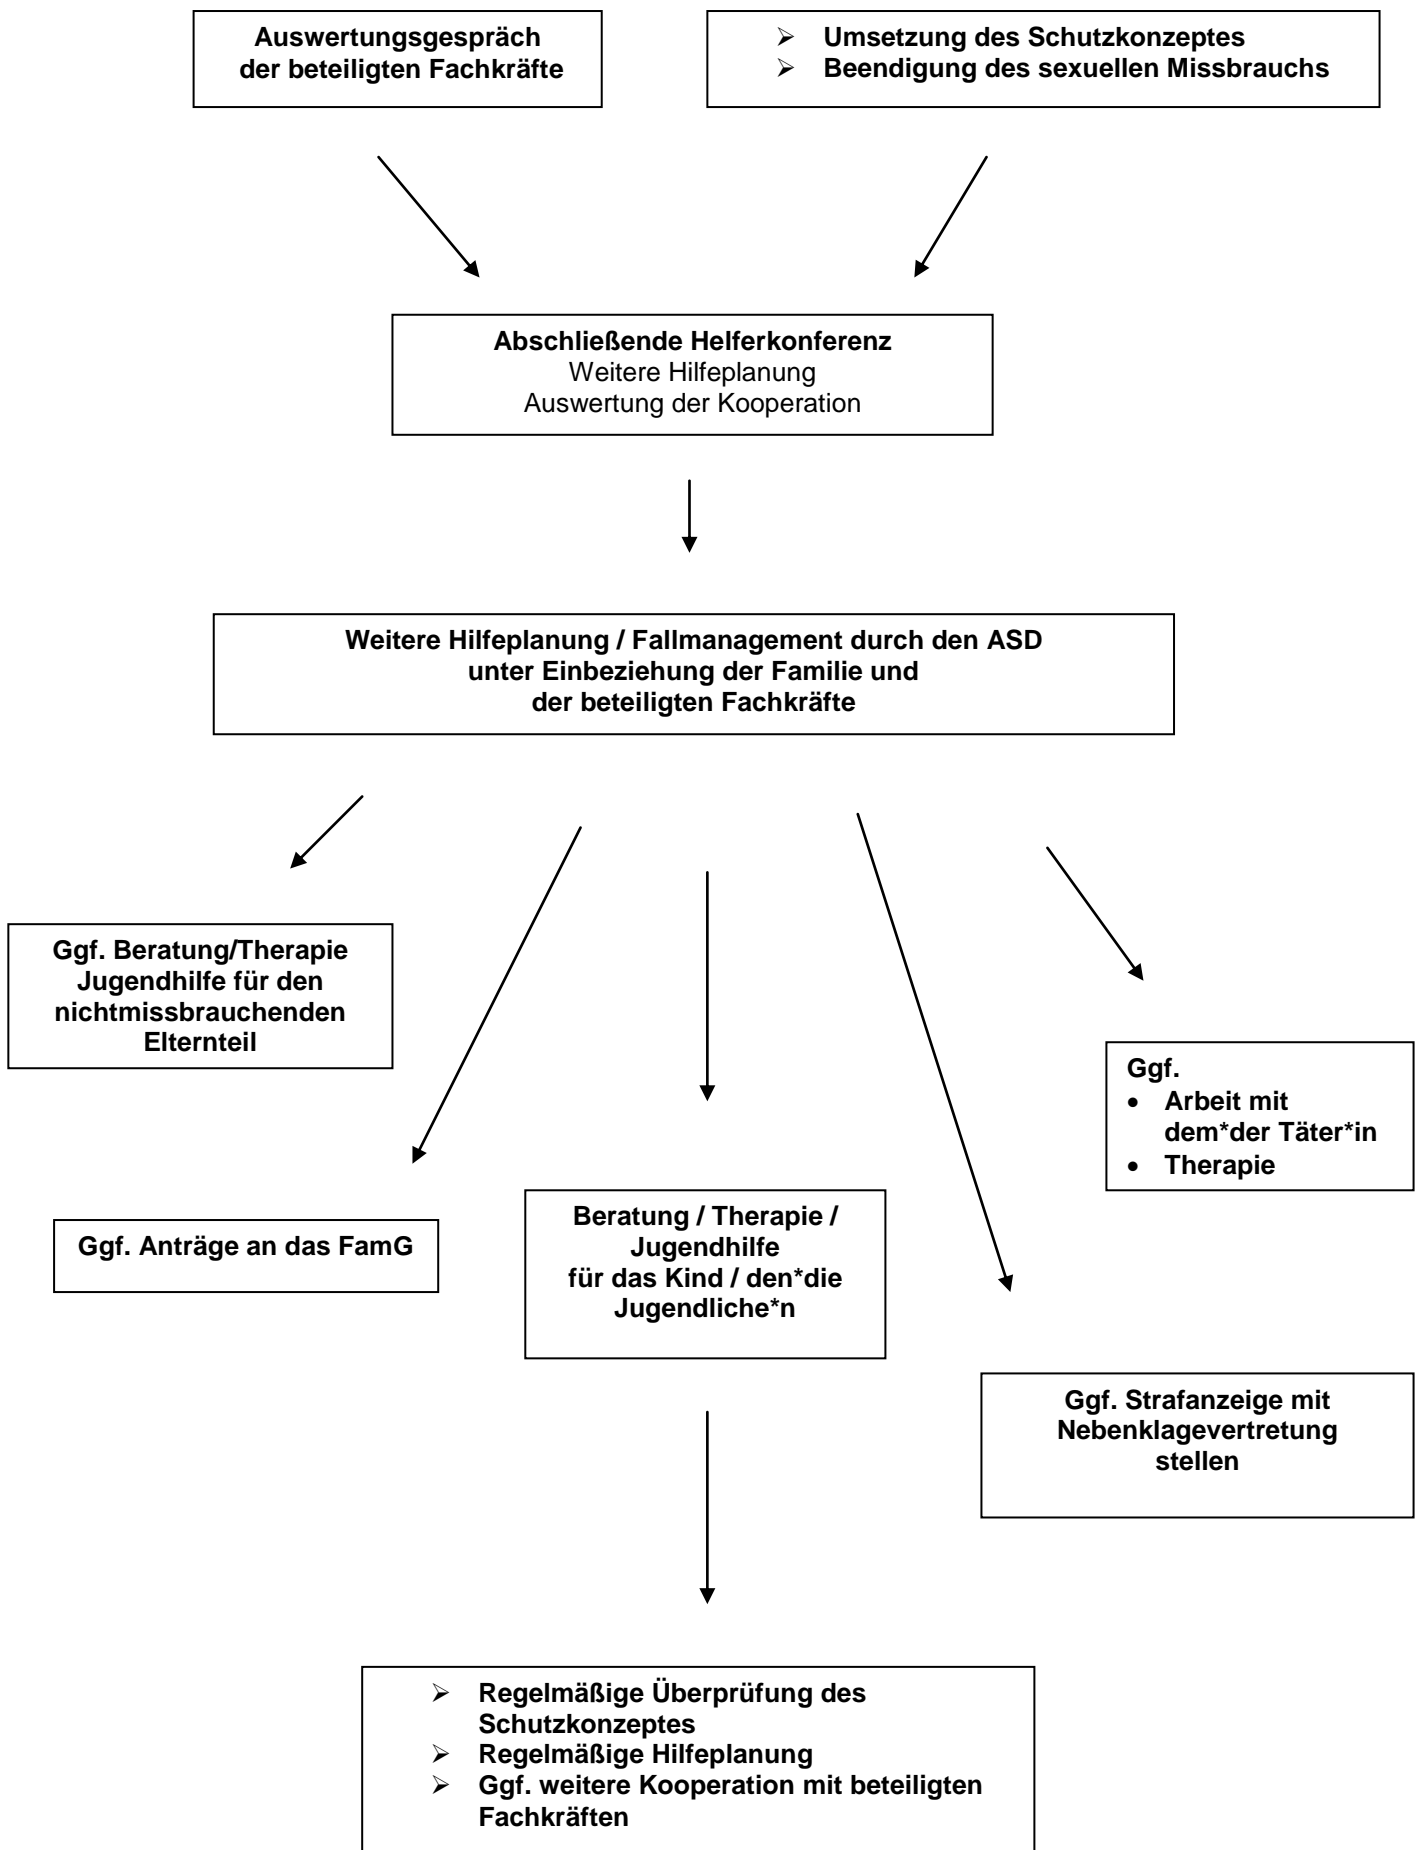 Auswertungsgespräch
der beteiligten Fachkräfte
➢ Umsetzung des Schutzkonzeptes
➢ Beendigung des sexuellen Missbrauchs
Abschließende Helferkonferenz
Weitere Hilfeplanung
Auswertung der Kooperation
Weitere Hilfeplanung / Fallmanagement durch den ASD
unter Einbeziehung der Familie und
der beteiligten Fachkräfte
Ggf. Beratung/Therapie
Jugendhilfe für den
nichtmissbrauchenden
Elternteil
Ggf.
• Arbeit mit
dem*der Täter*in
• Therapie
Ggf. Anträge an das FamG
Beratung / Therapie /
Jugendhilfe
für das Kind / den*die
Jugendliche*n
Ggf. Strafanzeige mit
Nebenklagevertretung
stellen
➢ Regelmäßige Überprüfung des
Schutzkonzeptes
➢ Regelmäßige Hilfeplanung
➢ Ggf. weitere Kooperation mit beteiligten
Fachkräften